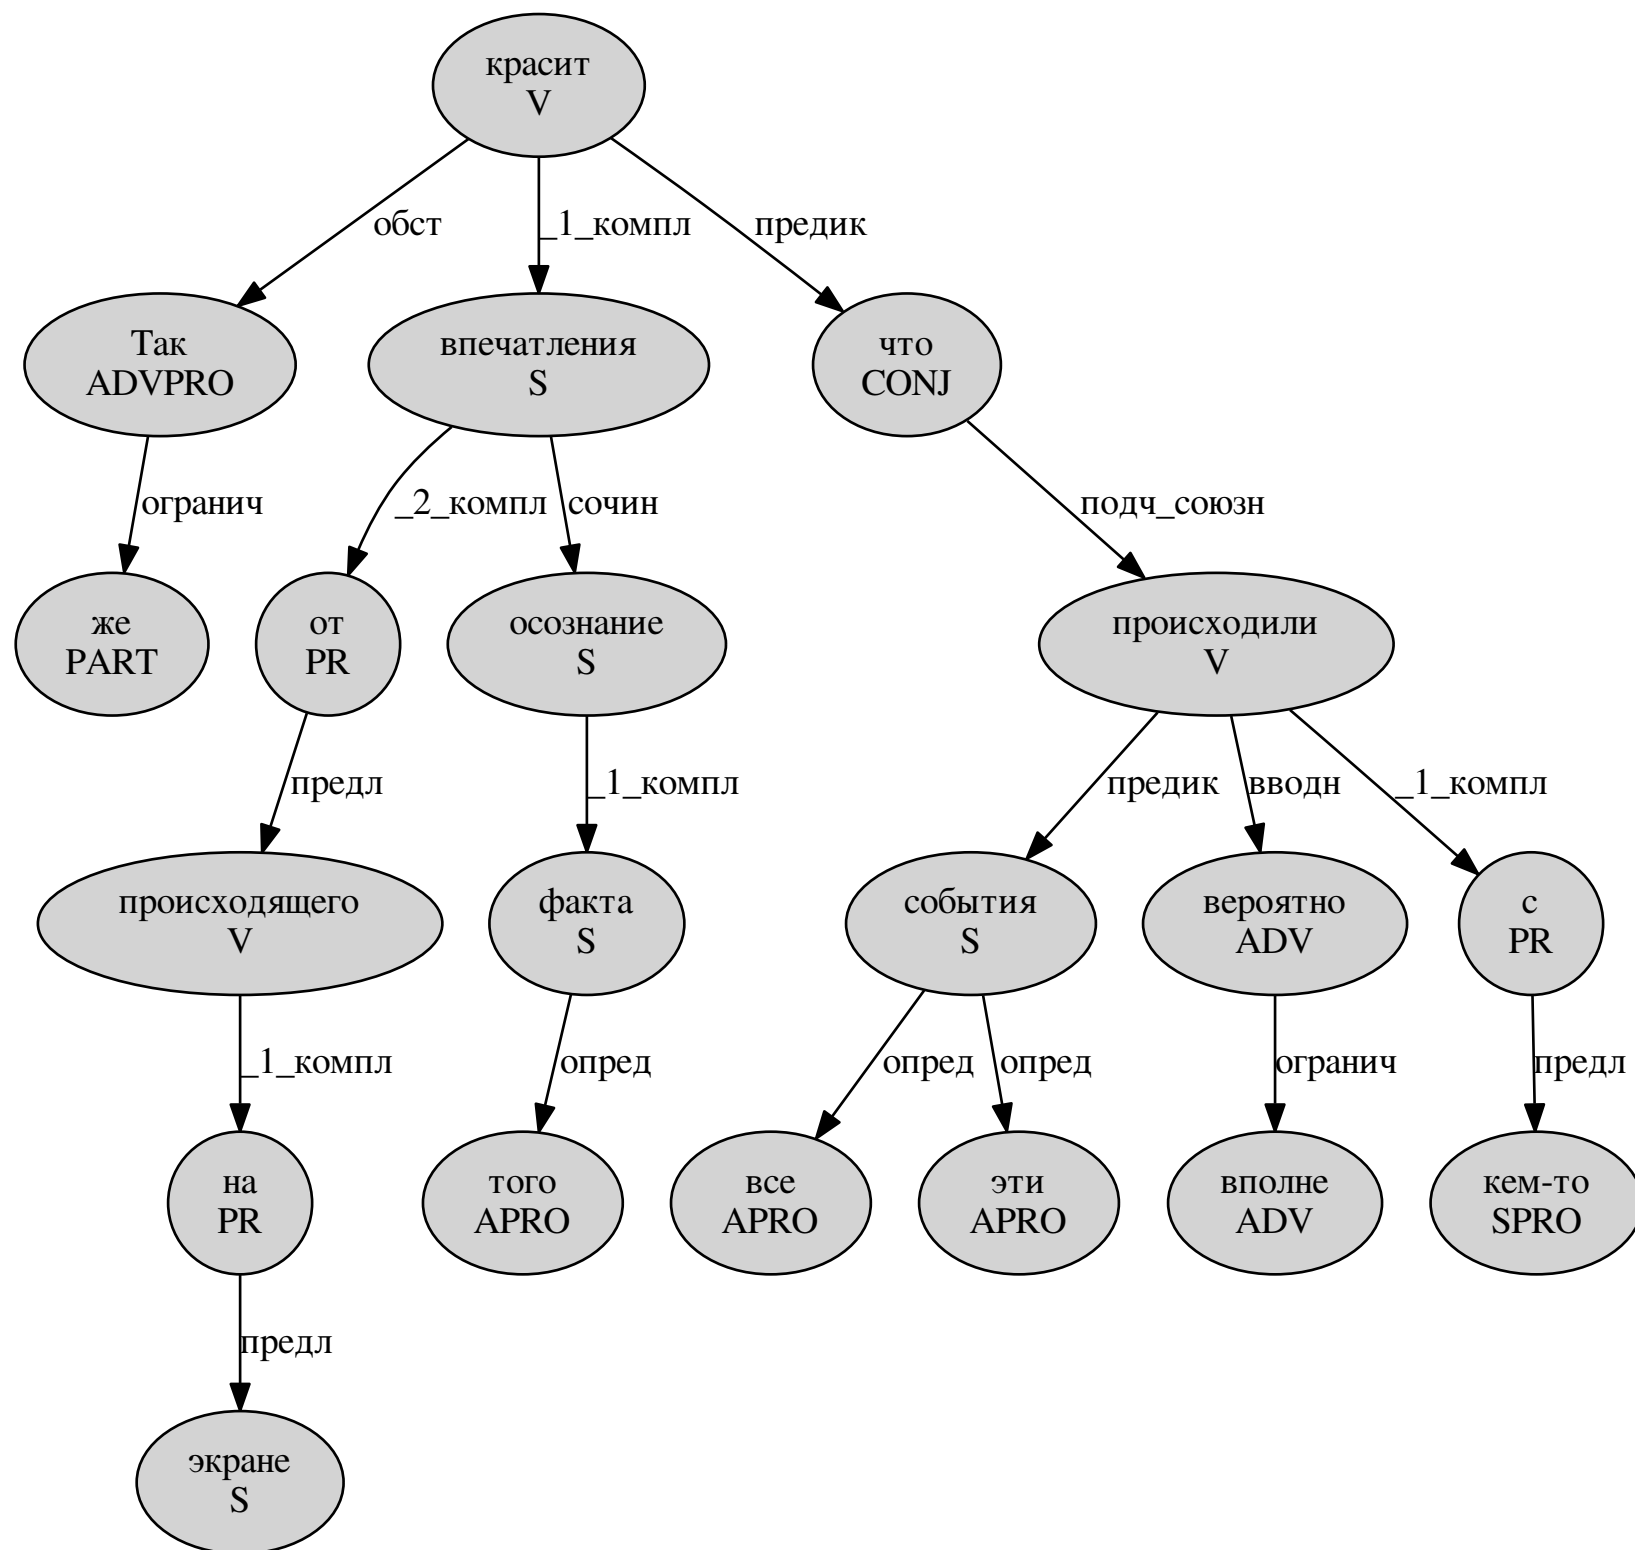 красит
V
обст
_1_компл
предик
Так
ADVPRO
впечатления
S
что
CONJ
огранич
_2_компл
сочин
подч_союзн
же
PART
от
PR
осознание
S
происходили
V
предл
_1_компл
предик
вводн
_1_компл
происходящего
V
факта
S
события
S
вероятно
ADV
с
PR
_1_компл
опред
опред
опред
огранич
предл
на
PR
того
APRO
все
APRO
эти
APRO
вполне
ADV
кем-то
SPRO
предл
экране
S